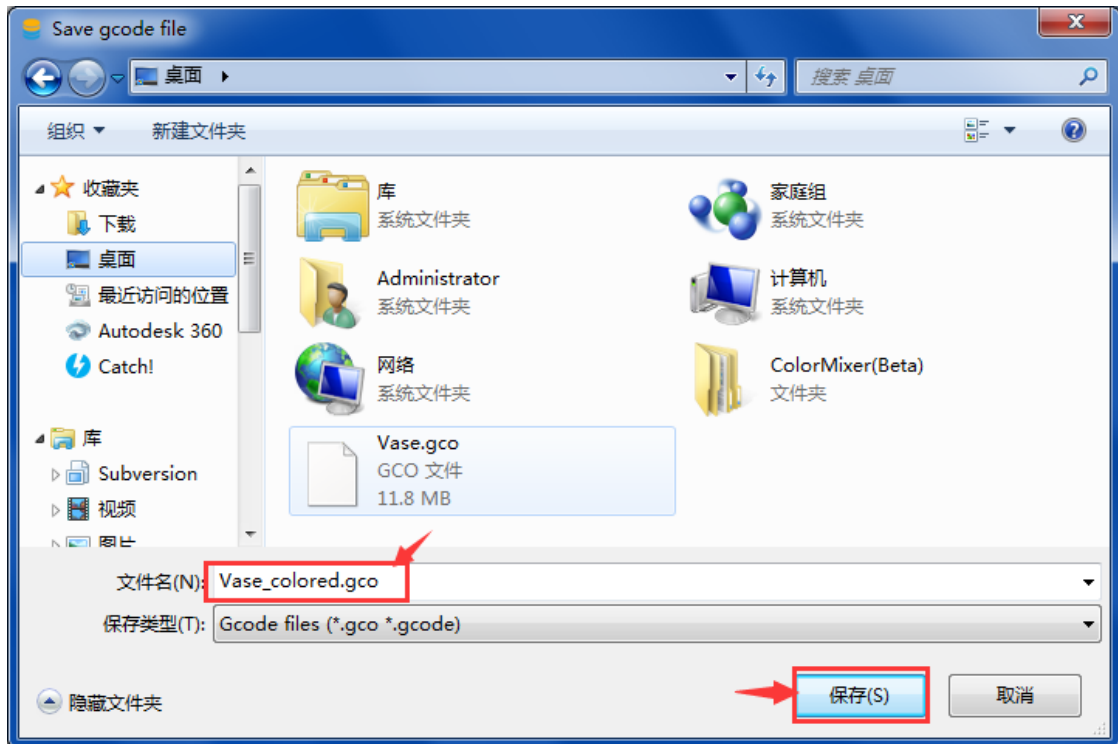 Save gcode file
桌面
搜索 桌面
组织
新建文件夹
收藏夹
下载
桌面
最近访问的位置
Autodesk 360
Catch!
库
Subversion
视频
图片
库
系统文件夹
家庭组
系统文件夹
Administrator
系统文件夹
计算机
系统文件夹
网络
系统文件夹
ColorMixer(Beta)
文件夹
Vase.gco
GCO 文件
11.8 MB
文件名(N): Vase_colored.gco
保存类型(T): Gcode files (*.gco *.gcode)
隐藏文件夹
保存(S)
取消